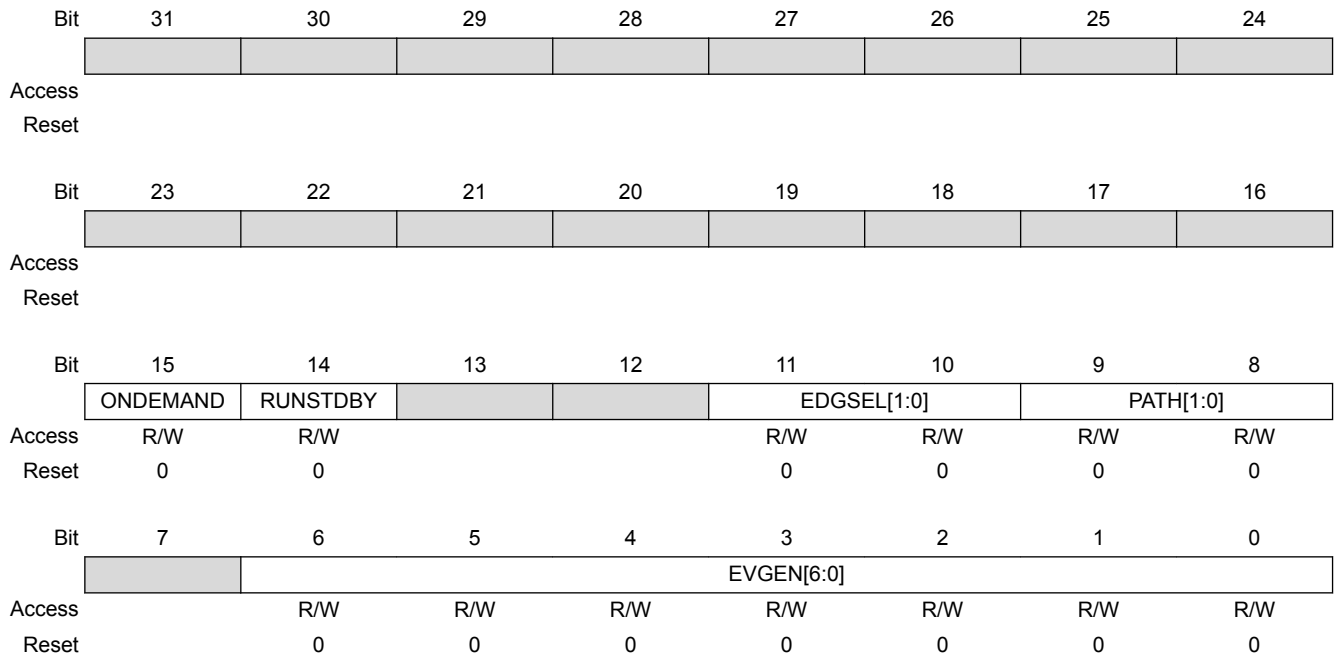 Bit 31 30 29 28 27 26 25 24
Access
Reset
Bit 23 22 21 20 19 18 17 16
Access
Reset
Bit 15 14 13 12 11 10 9 8
ONDEMAND RUNSTDBY EDGSEL[1:0] PATH[1:0]
Access R/W R/W R/W R/W R/W R/W
Reset 0 0 0 0 0 0
Bit 7 6 5 4 3 2 1 0
EVGEN[6:0]
Access R/W R/W R/W R/W R/W R/W R/W
Reset 0 0 0 0 0 0 0